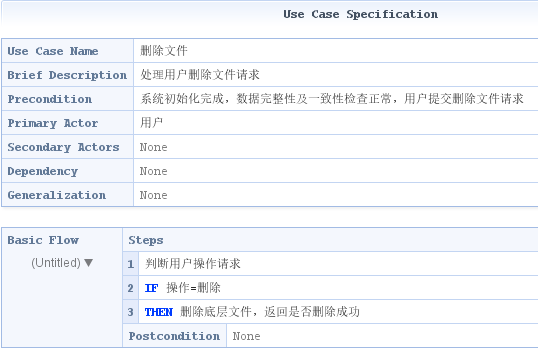 Use Case Specification
Use Case Name 删除文件
Brief Description 处理用户删除文件请求
Precondition 系统初始化完成，数据完整性及一致性检查正常，用户提交删除文件请求
Primary Actor 用户
Secondary Actors None
Dependency None
Generalization None
Basic Flow Steps
(Untitled) ▼ 1 判断用户操作请求
2 IF 操作=删除
3 THEN 删除底层文件，返回是否删除成功
Postcondition None